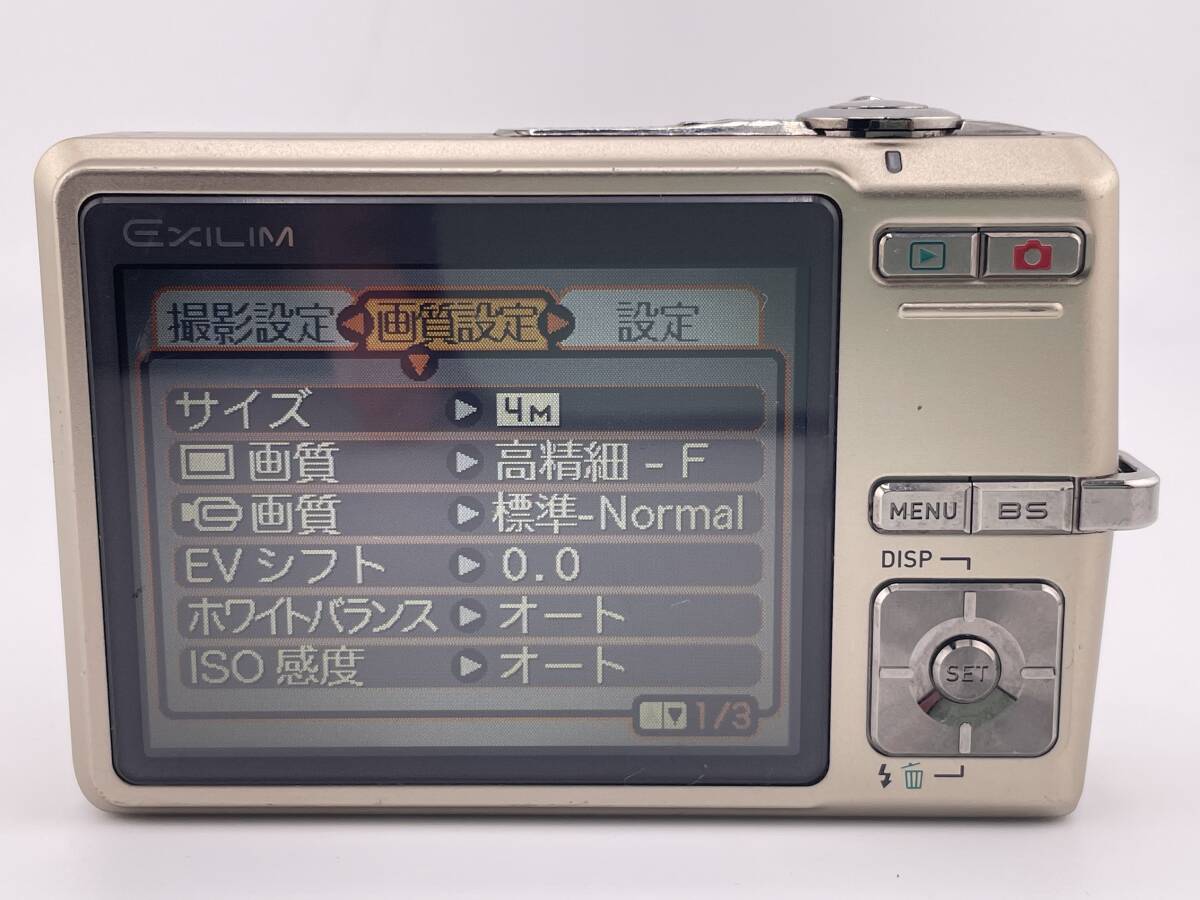 EXILIM
撮影設定 画質設定 設定
サイズ 4M
画質 高精細 - F
画質 標準-Normal
EV シフト 0.0
ホワイトバランス オート
ISO 感度 オート
1/3
MENU BS
DISP
SET